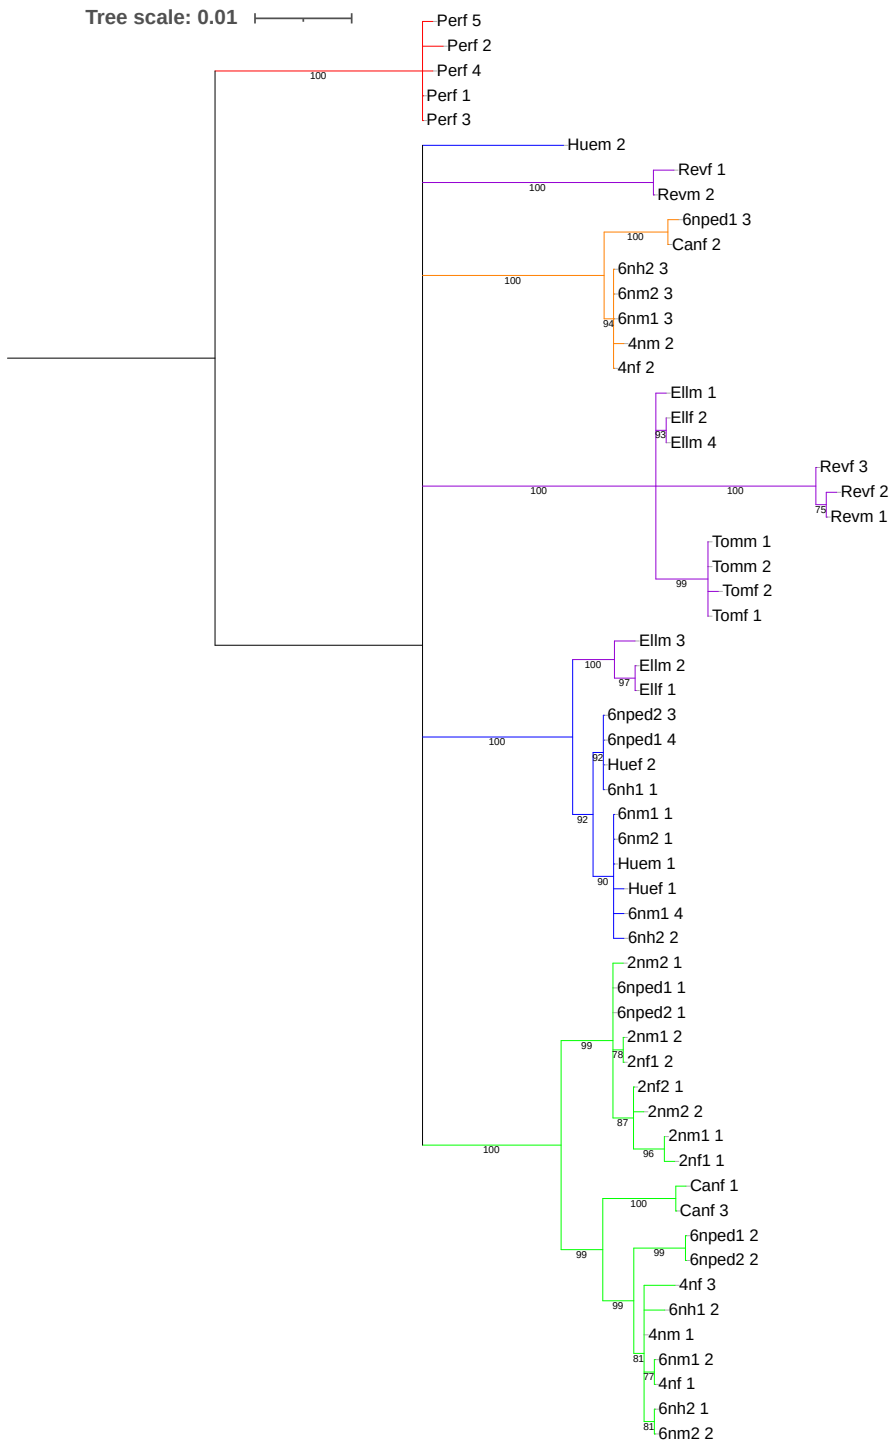 Tree scale: 0.01
Perf 5
Perf 2
Perf 4
100
Perf 1
Perf 3
Huem 2
Revf 1
100
Revm 2
6nped1 3
100
Canf 2
6nh2 3
100
6nm2 3
6nm1 3
94
4nm 2
4nf 2
Ellm 1
Ellf 2
93
Ellm 4
Revf 3
100
100
Revf 2
75
Revm 1
Tomm 1
Tomm 2
99
Tomf 2
Tomf 1
Ellm 3
100
Ellm 2
97
Ellf 1
6nped2 3
100
6nped1 4
92
Huef 2
6nh1 1
6nm1 1
92
6nm2 1
Huem 1
90
Huef 1
6nm1 4
6nh2 2
2nm2 1
6nped1 1
6nped2 1
2nm1 2
99
78
2nf1 2
2nf2 1
2nm2 2
87
2nm1 1
100
96
2nf1 1
Canf 1
100
Canf 3
6nped1 2
99
99
6nped2 2
4nf 3
99
6nh1 2
4nm 1
81
6nm1 2
77
4nf 1
6nh2 1
81
6nm2 2